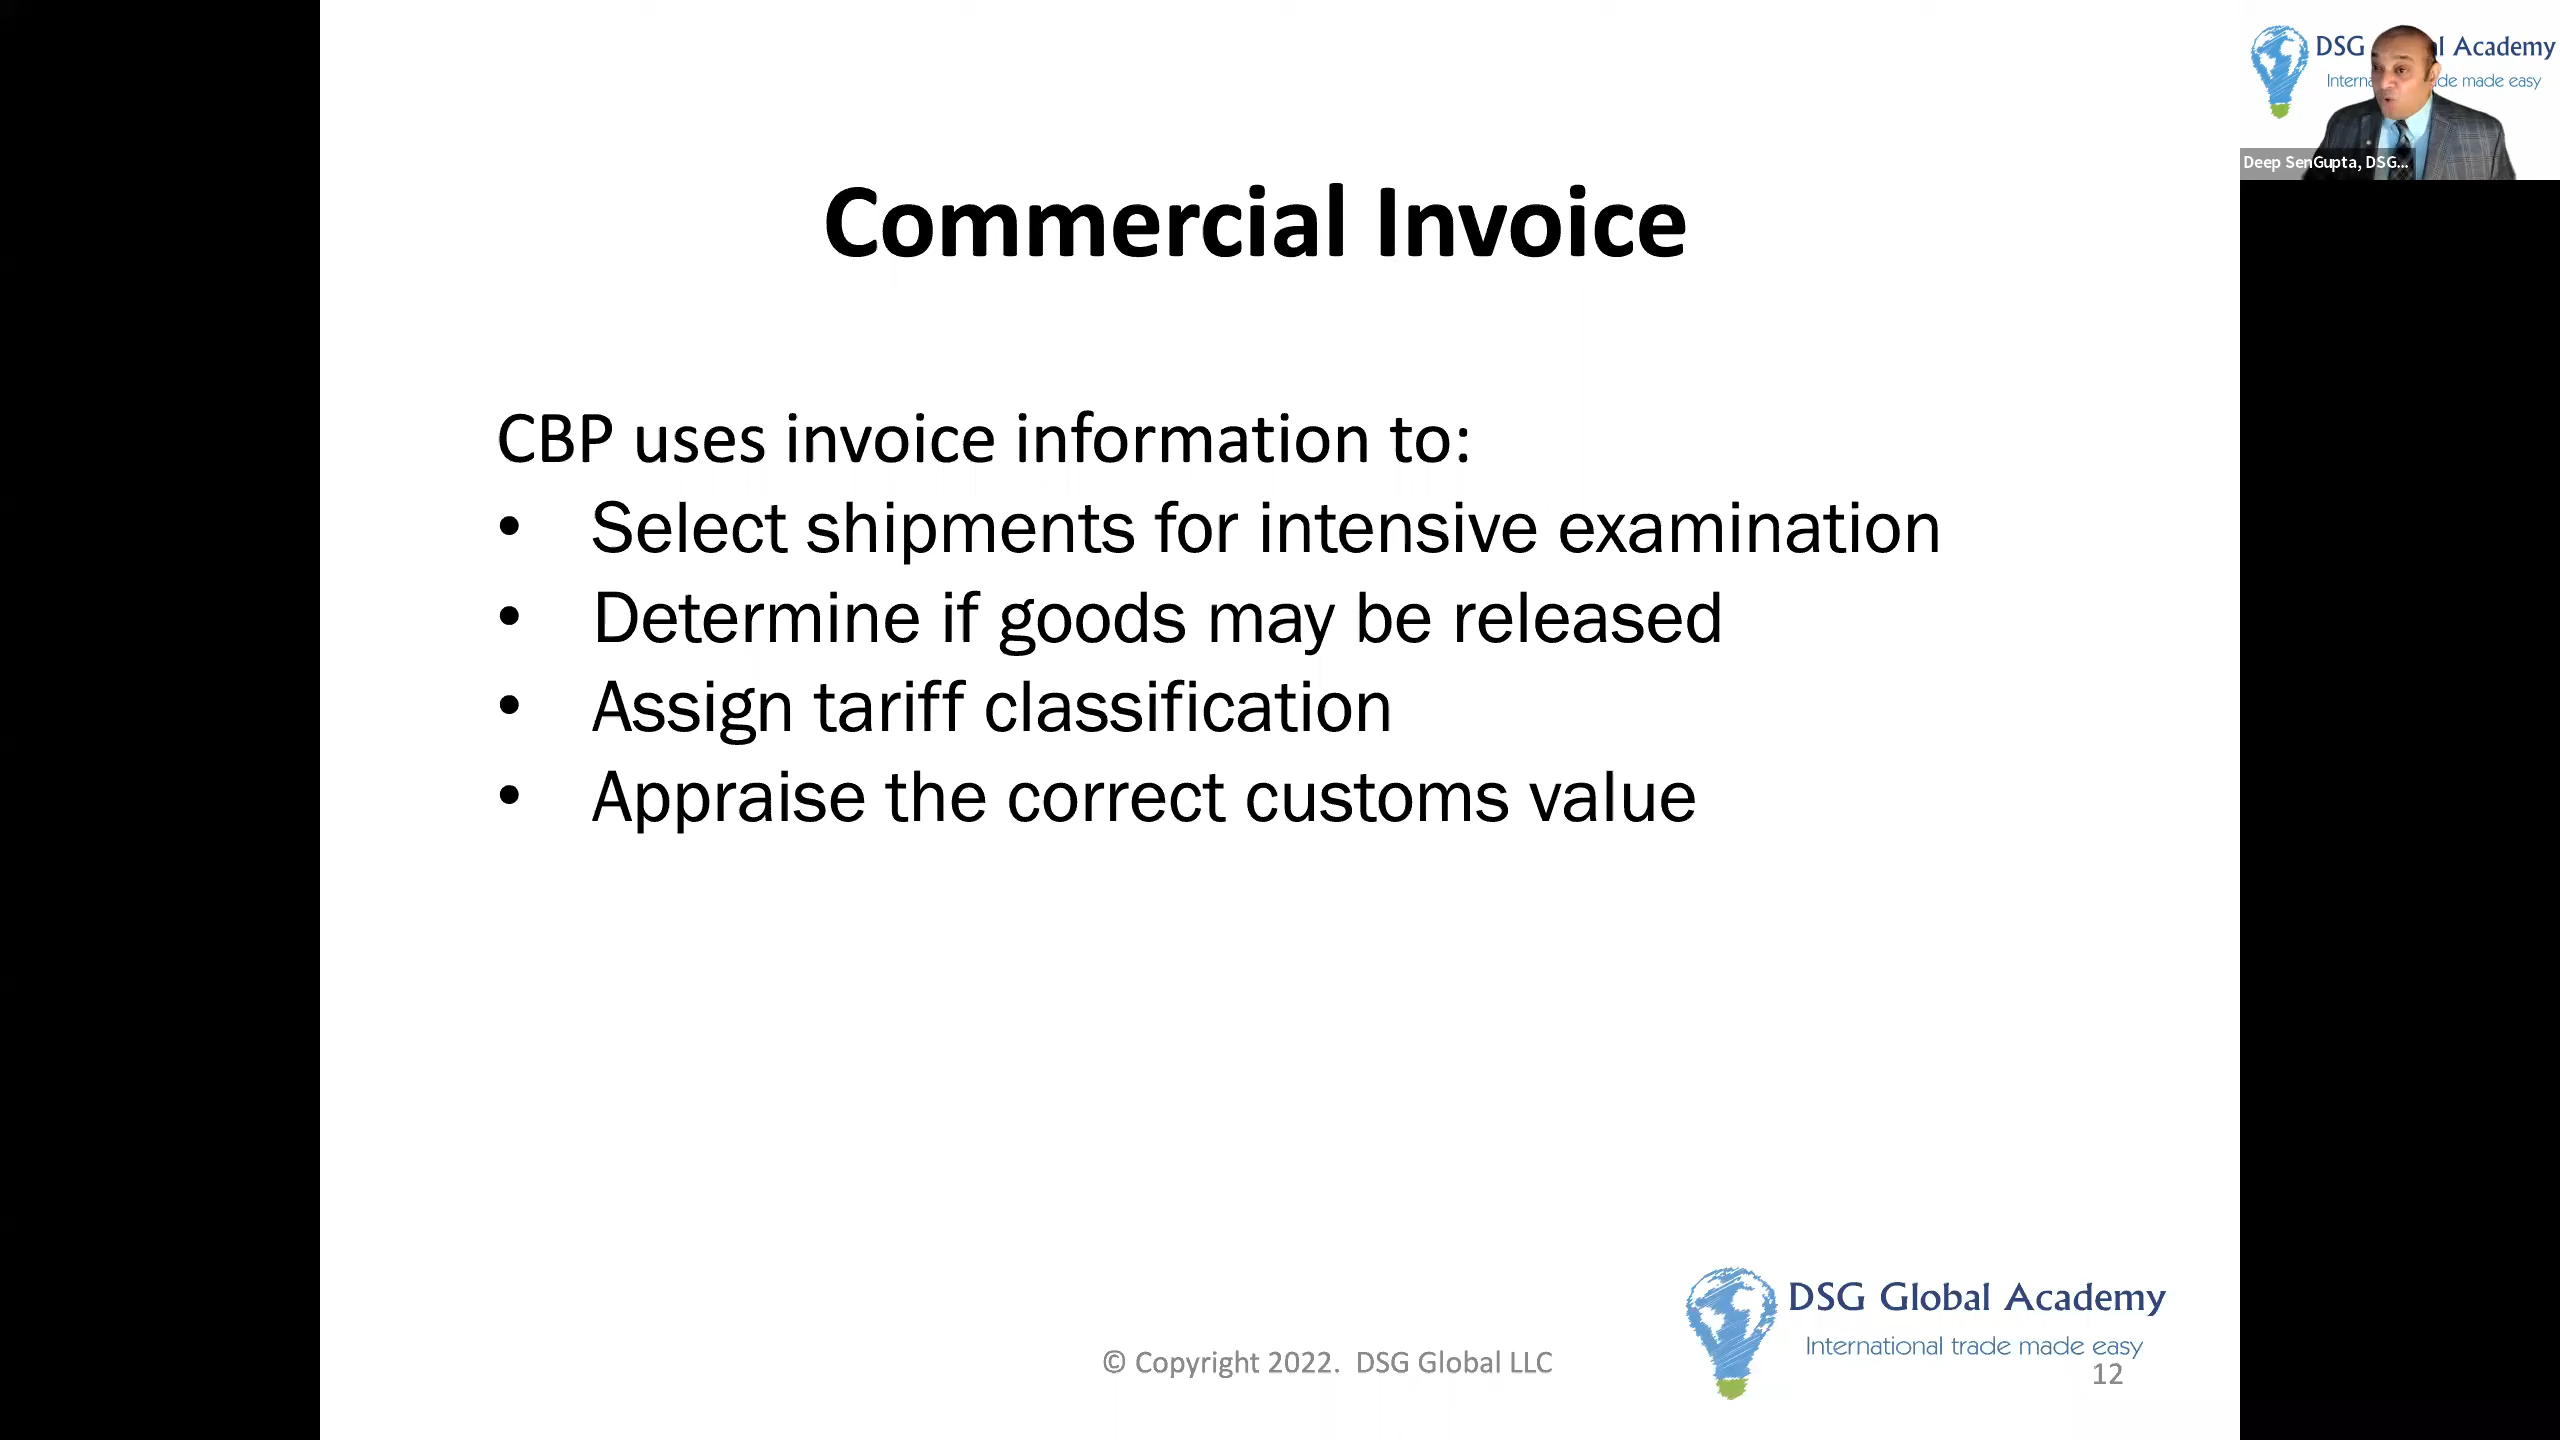 DSG l Academy
Interna de made easy
Deep SenGupta, DSG...
Commercial Invoice
CBP uses invoice information to:
• Select shipments for intensive examination
• Determine if goods may be released
• Assign tariff classification
• Appraise the correct customs value
DSG Global Academy
International trade made easy
© Copyright 2022. DSG Global LLC
12